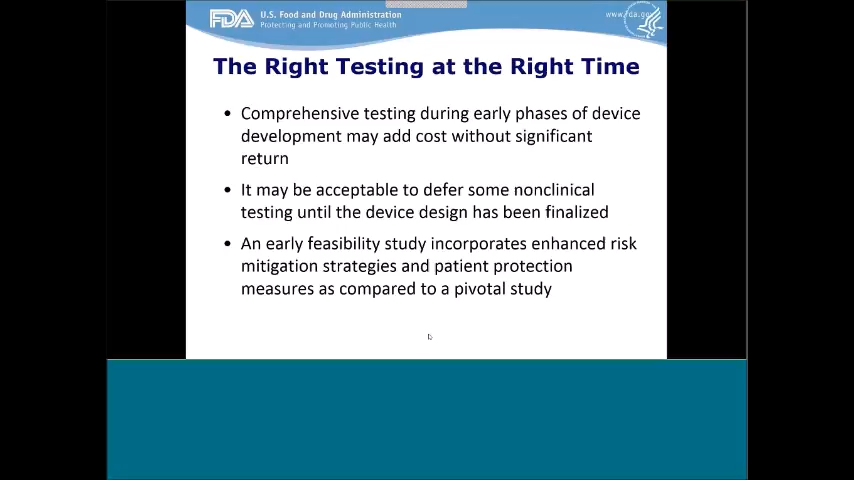 FDA U.S. Food and Drug Administration
Protecting and Promoting Public Health
www.fda.gov
The Right Testing at the Right Time
• Comprehensive testing during early phases of device
development may add cost without significant
return
• It may be acceptable to defer some nonclinical
testing until the device design has been finalized
• An early feasibility study incorporates enhanced risk
mitigation strategies and patient protection
measures as compared to a pivotal study